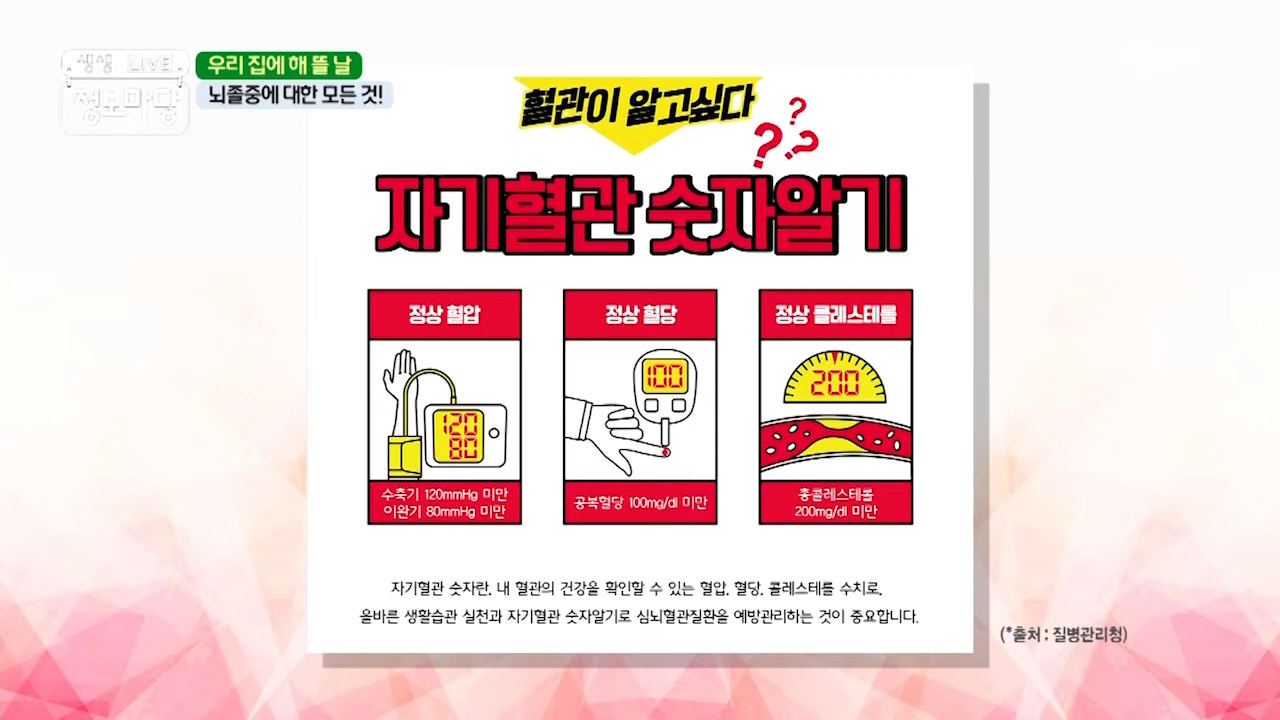 생생 LIVE
정보마당
우리 집에 해 뜰 날
뇌졸중에 대한 모든 것!
혈관이 알고싶다
???
자기혈관 숫자알기
정상 혈압
120
80
수축기 120mmHg 미만
이완기 80mmHg 미만
정상 혈당
100
공복혈당 100mg/dl 미만
정상 콜레스테롤
200
총콜레스테롤
200mg/dl 미만
자기혈관 숫자란, 내 혈관의 건강을 확인할 수 있는 혈압, 혈당, 콜레스테롤 수치로,
올바른 생활습관 실천과 자기혈관 숫자알기로 심뇌혈관질환을 예방관리하는 것이 중요합니다.
(*출처 : 질병관리청)